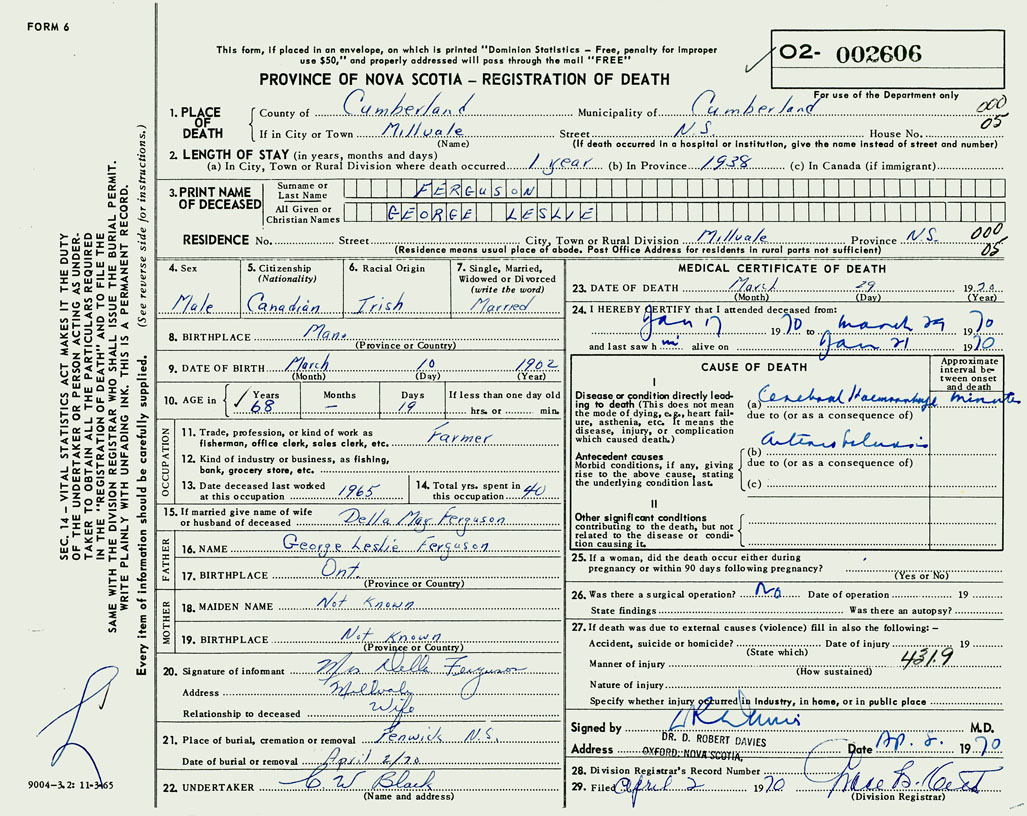 FORM 6
This form, if placed in an envelope, on which is printed "Dominion Statistics – Free, penalty for improper
use $50," and properly addressed will pass through the mail "FREE"
O2- 002606
For use of the Department only
PROVINCE OF NOVA SCOTIA – REGISTRATION OF DEATH
1. PLACE OF DEATH
County of Cumberland Municipality of Cumberland 000
If in City or Town Millvale Street N.S. House No. 05
(Name) (If death occurred in a hospital or institution, give the name instead of street and number)
2. LENGTH OF STAY (in years, months and days)
(a) In City, Town or Rural Division where death occurred 1 year (b) In Province 1938 (c) In Canada (if immigrant)
3. PRINT NAME OF DECEASED
Surname or Last Name FERGUSON
All Given or Christian Names GEORGE LESLIE
RESIDENCE No. Street City, Town or Rural Division Millvale Province N.S. 000
(Residence means usual place of abode. Post Office Address for residents in rural parts not sufficient) 05
4. Sex Male
5. Citizenship (Nationality) Canadian
6. Racial Origin Irish
7. Single, Married, Widowed or Divorced (write the word) Married
8. BIRTHPLACE Man.
(Province or Country)
9. DATE OF BIRTH March 10 1902
(Month) (Day) (Year)
10. AGE in Years 68 Months – Days 19 If less than one day old
hrs. or min.
OCCUPATION
11. Trade, profession, or kind of work as fisherman, office clerk, sales clerk, etc. Farmer
12. Kind of industry or business, as fishing, bank, grocery store, etc.
13. Date deceased last worked at this occupation 1965
14. Total yrs. spent in this occupation 40
15. If married give name of wife or husband of deceased Della May Ferguson
FATHER
16. NAME George Leslie Ferguson
17. BIRTHPLACE Ont.
(Province or Country)
MOTHER
18. MAIDEN NAME Not Known
19. BIRTHPLACE Not Known
(Province or Country)
20. Signature of informant Mrs Della Ferguson
Address Millvale
Relationship to deceased Wife
21. Place of burial, cremation or removal Fenwick N.S.
Date of burial or removal April 2/70
22. UNDERTAKER C. W Black
(Name and address)
MEDICAL CERTIFICATE OF DEATH
23. DATE OF DEATH March 29 1970
(Month) (Day) (Year)
24. I HEREBY CERTIFY that I attended deceased from:
Jan 17 1970 to March 29 1970
and last saw him alive on Jan 21 1970
CAUSE OF DEATH
Approximate interval between onset and death
I
Disease or condition directly leading to death (This does not mean the mode of dying, e.g., heart failure, asthenia, etc. It means the disease, injury, or complication which caused death.)
(a) Cerebral Haemorrhage minutes
due to (or as a consequence of)
Antecedent causes
Morbid conditions, if any, giving rise to the above cause, stating the underlying condition last.
(b) Arteriosclerosis
due to (or as a consequence of)
(c)
II
Other significant conditions contributing to the death, but not related to the disease or condition causing it.
25. If a woman, did the death occur either during
pregnancy or within 90 days following pregnancy?
(Yes or No)
26. Was there a surgical operation? No Date of operation 19
State findings Was there an autopsy?
27. If death was due to external causes (violence) fill in also the following: –
Accident, suicide or homicide? Date of injury 19
(State which)
Manner of injury 4319
(How sustained)
Nature of injury
Specify whether injury occurred in industry, in home, or in public place
Signed by M.D.
DR. D. ROBERT DAVIES
Address OXFORD, NOVA SCOTIA, Date Ap. 2. 1970
28. Division Registrar's Record Number
29. Filed April 2 1970
(Division Registrar)
SEC. 14 – VITAL STATISTICS ACT MAKES IT THE DUTY
OF THE UNDERTAKER OR PERSON ACTING AS UNDER-
TAKER TO OBTAIN ALL THE PARTICULARS REQUIRED
IN THE "REGISTRATION OF DEATH" AND TO FILE THE
SAME WITH THE DIVISION REGISTRAR WHO SHALL ISSUE THE BURIAL PERMIT.
WRITE PLAINLY WITH UNFADING INK. THIS IS A PERMANENT RECORD.
Every item of information should be carefully supplied. (See reverse side for instructions.)
9004-3.2: 11-3-65